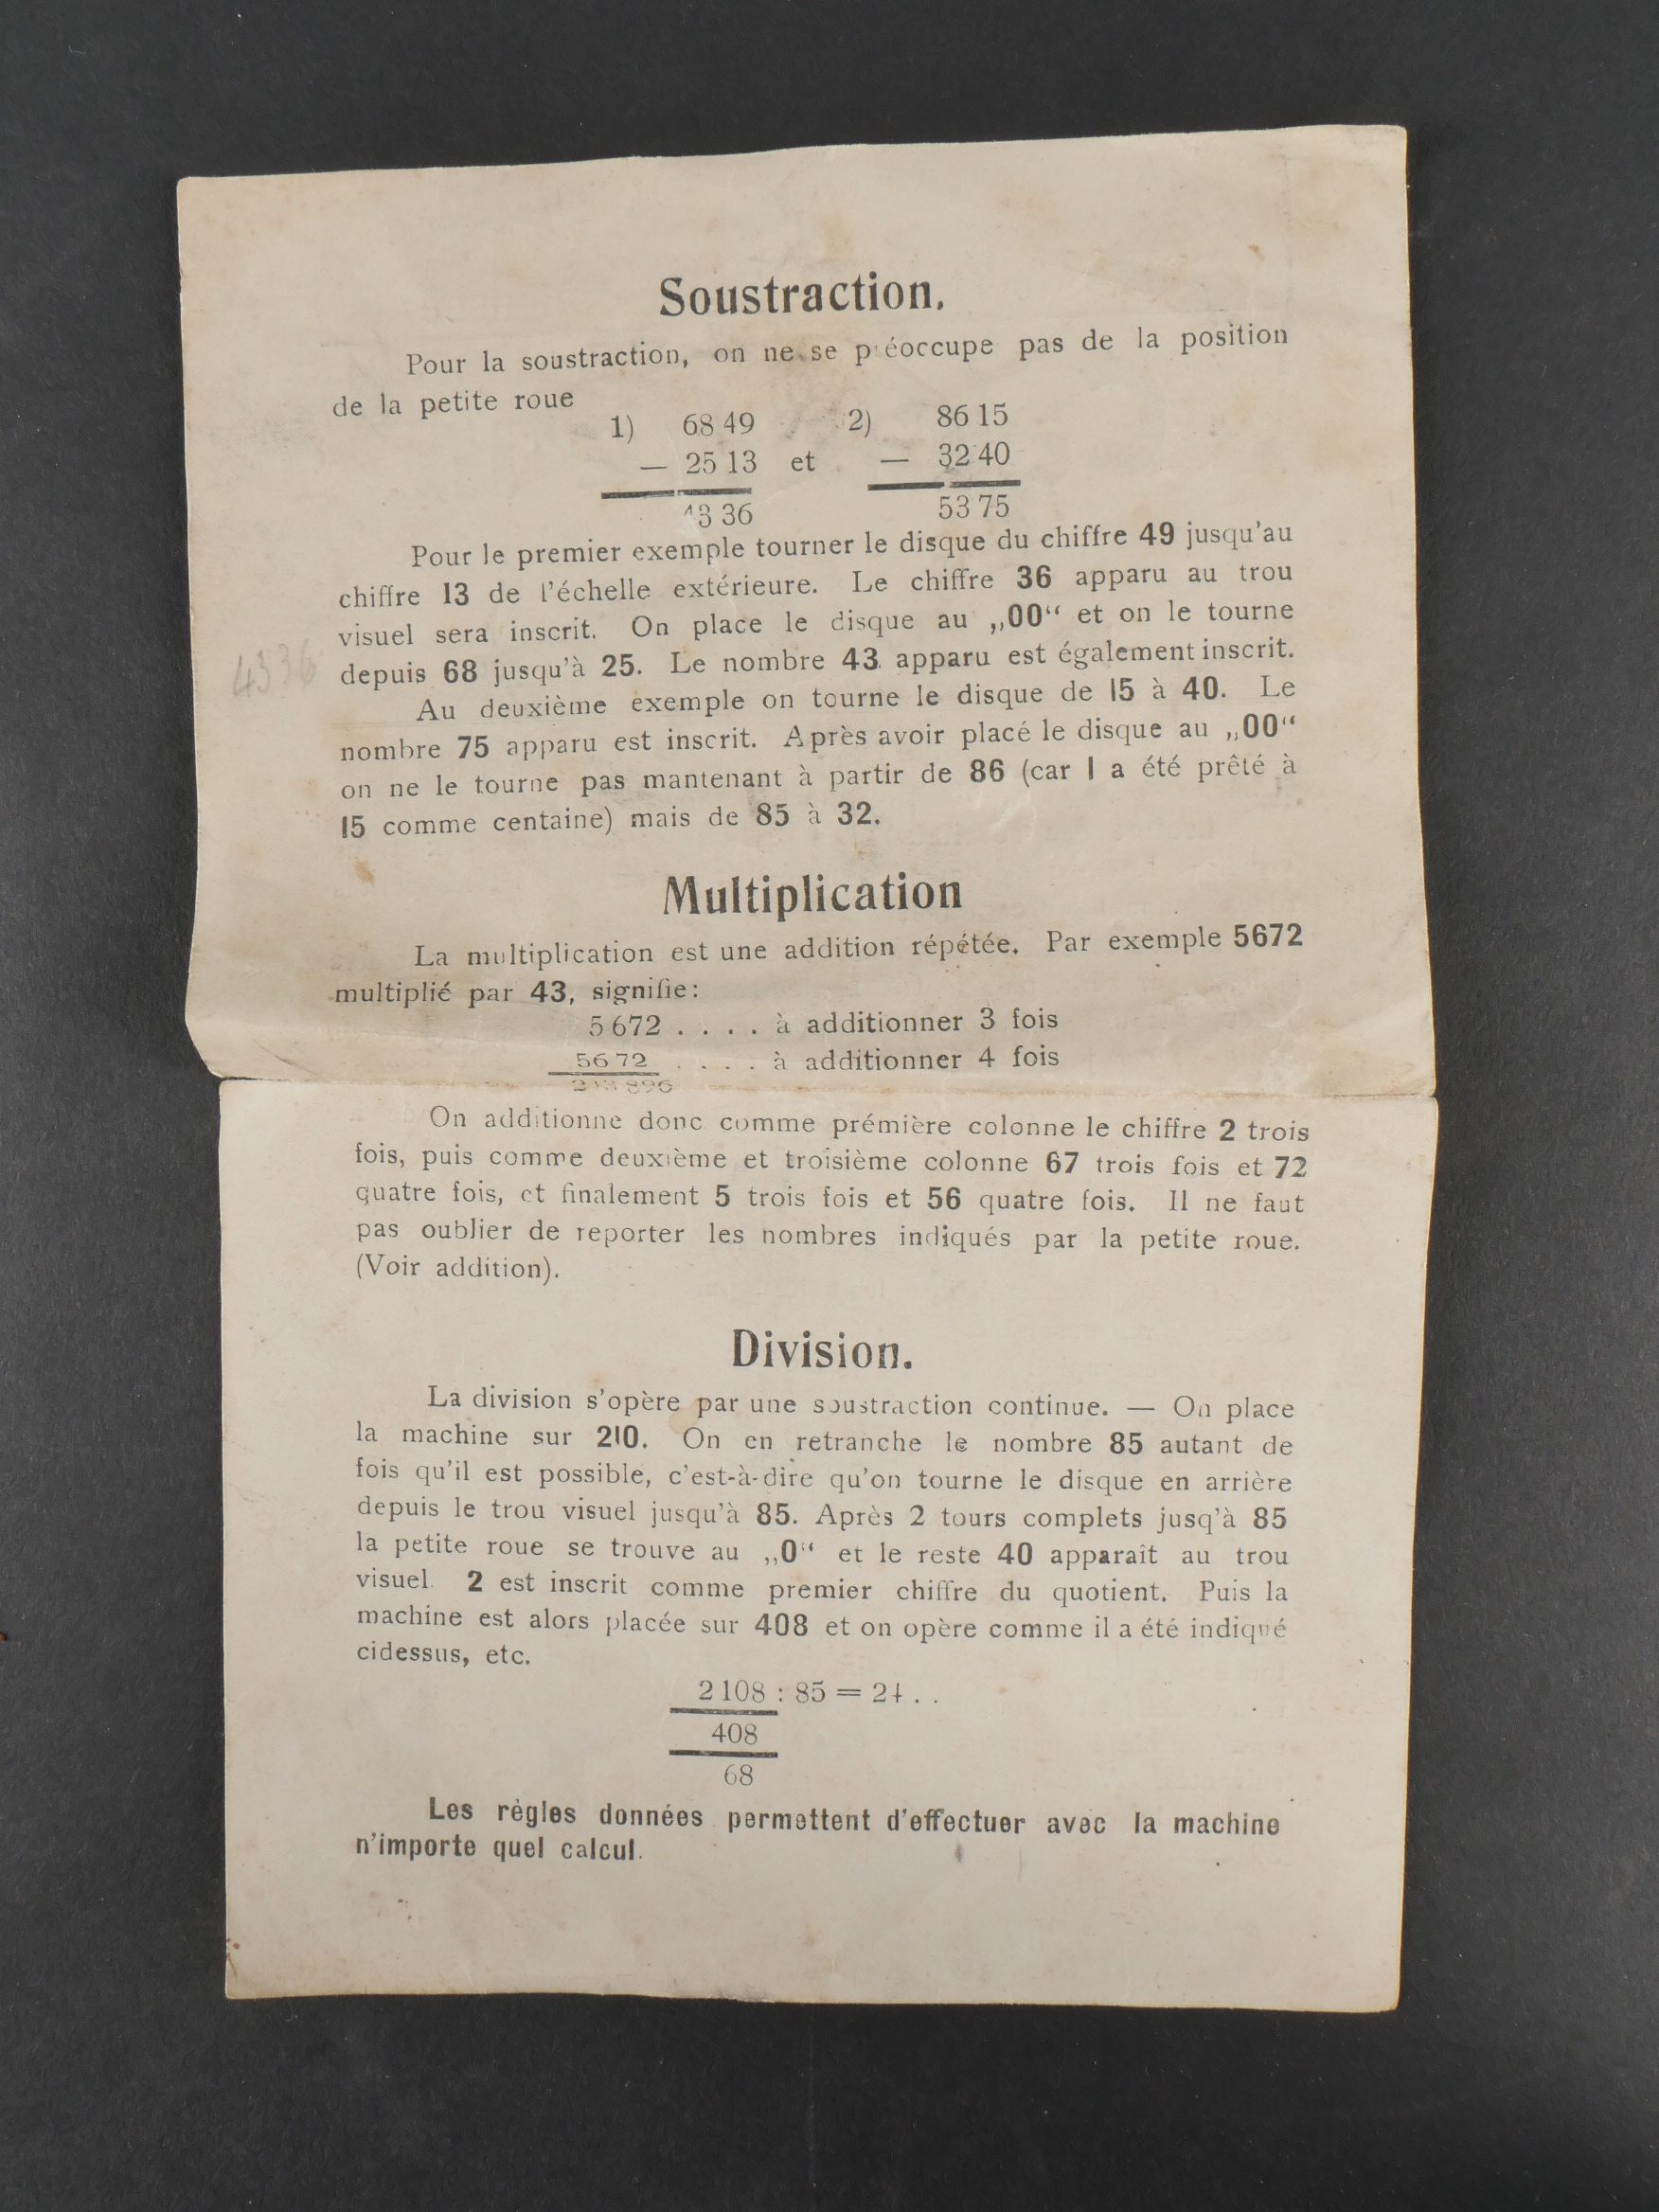 Soustraction.
Pour la soustraction, on ne se préoccupe pas de la position
de la petite roue
1) 68 49 2) 86 15
— 25 13 et — 32 40
43 36 53 75
Pour le premier exemple tourner le disque du chiffre 49 jusqu'au
chiffre 13 de l'échelle extérieure. Le chiffre 36 apparu au trou
visuel sera inscrit. On place le disque au „00“ et on le tourne
4336
depuis 68 jusqu'à 25. Le nombre 43 apparu est également inscrit.
Au deuxième exemple on tourne le disque de 15 à 40. Le
nombre 75 apparu est inscrit. Après avoir placé le disque au „00“
on ne le tourne pas mantenant à partir de 86 (car 1 a été prêté à
15 comme centaine) mais de 85 à 32.
Multiplication
La multiplication est une addition répétée. Par exemple 5672
multiplié par 43, signifie:
5 672 . . . . à additionner 3 fois
56 72 . . . . à additionner 4 fois
On additionne donc comme prémière colonne le chiffre 2 trois
fois, puis comme deuxième et troisième colonne 67 trois fois et 72
quatre fois, et finalement 5 trois fois et 56 quatre fois. Il ne faut
pas oublier de reporter les nombres indiqués par la petite roue.
(Voir addition).
Division.
La division s'opère par une soustraction continue. — On place
la machine sur 210. On en retranche le nombre 85 autant de
fois qu'il est possible, c'est-à-dire qu'on tourne le disque en arrière
depuis le trou visuel jusqu'à 85. Après 2 tours complets jusq'à 85
la petite roue se trouve au „0“ et le reste 40 apparaît au trou
visuel. 2 est inscrit comme premier chiffre du quotient. Puis la
machine est alors placée sur 408 et on opère comme il a été indiqué
cidessus, etc.
2 108 : 85 = 24 . .
408
68
Les règles données permettent d'effectuer avec la machine
n'importe quel calcul.